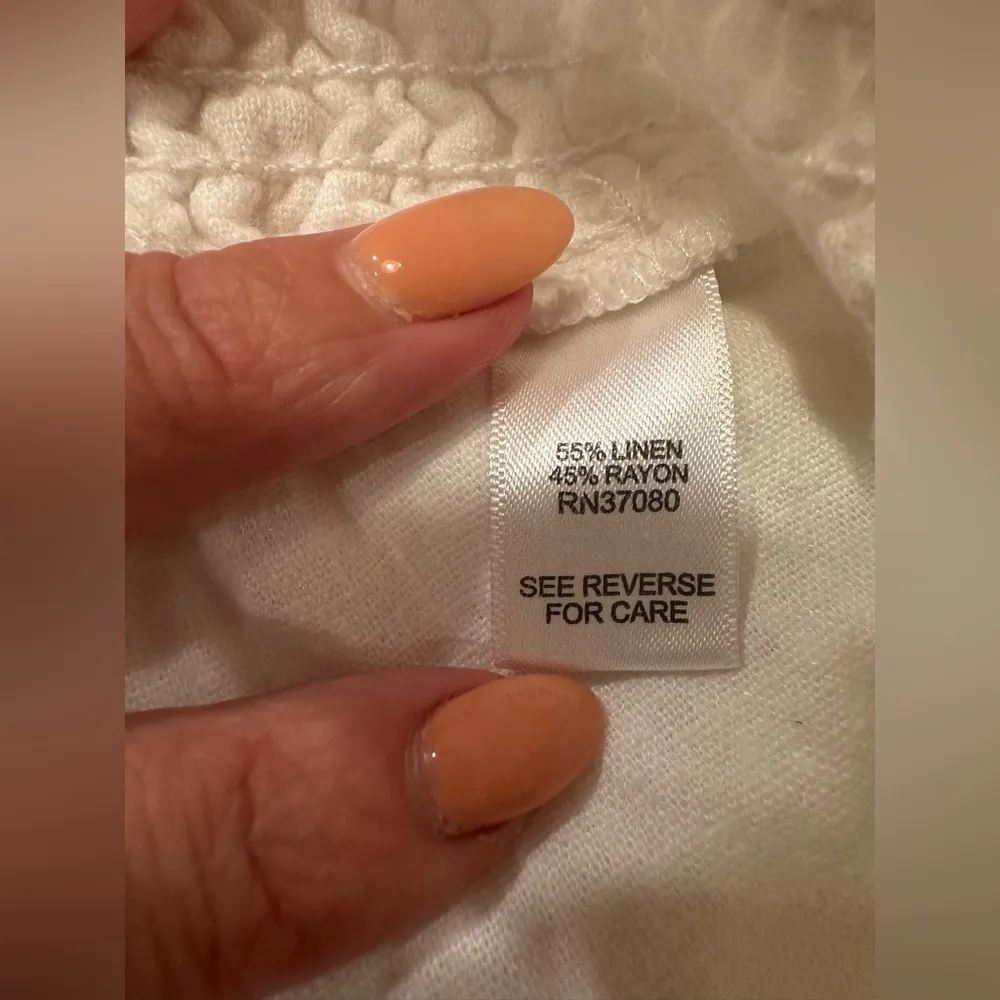 55% LINEN
45% RAYON
RN37080
SEE REVERSE
FOR CARE